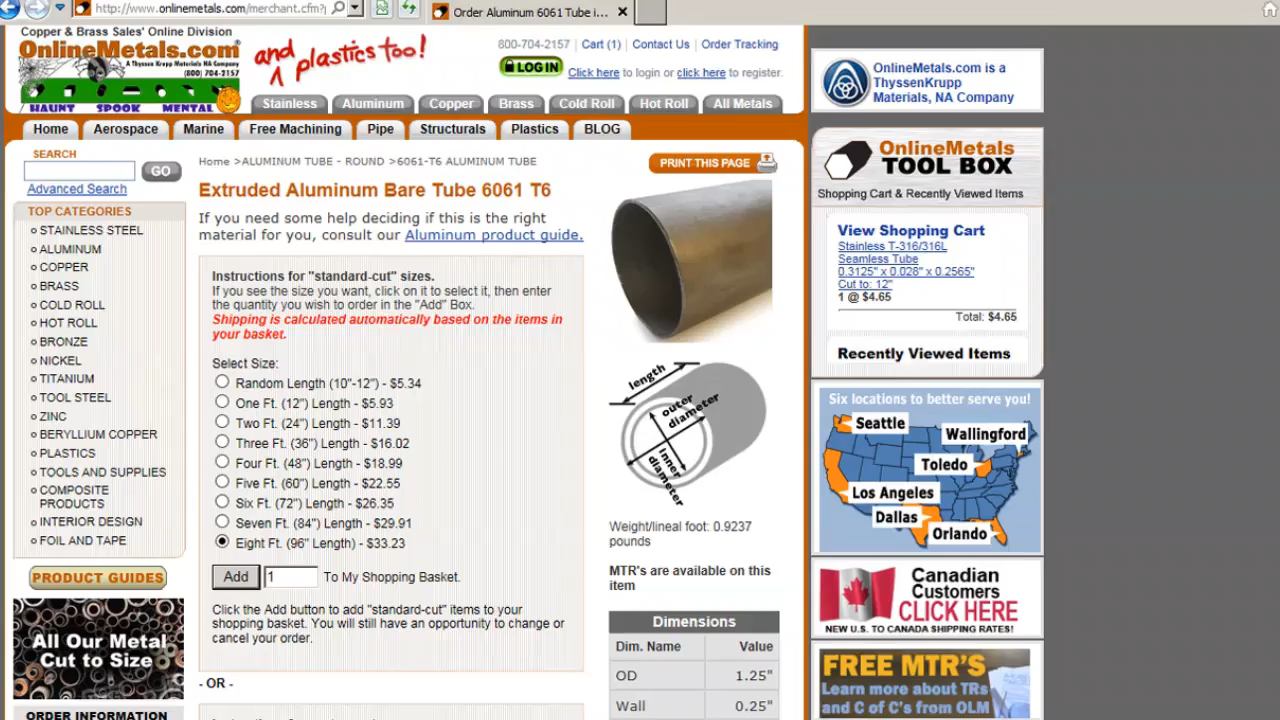 http://www.onlinemetals.com/merchant.cfm?
Order Aluminum 6061 Tube i...
Copper & Brass Sales' Online Division
OnlineMetals.com
A Thyssen Krupp Materials NA Company
(800) 704-2157
HAUNT SPOOK MENTAL
and plastics too!
800-704-2157 | Cart (1) | Contact Us | Order Tracking
LOG IN
Click here to login or click here to register.
Stainless Aluminum Copper Brass Cold Roll Hot Roll All Metals
Home Aerospace Marine Free Machining Pipe Structurals Plastics BLOG
SEARCH
GO
Advanced Search
TOP CATEGORIES
STAINLESS STEEL
ALUMINUM
COPPER
BRASS
COLD ROLL
HOT ROLL
BRONZE
NICKEL
TITANIUM
TOOL STEEL
ZINC
BERYLLIUM COPPER
PLASTICS
TOOLS AND SUPPLIES
COMPOSITE
PRODUCTS
INTERIOR DESIGN
FOIL AND TAPE
PRODUCT GUIDES
All Our Metal
Cut to Size
ORDER INFORMATION
Home >ALUMINUM TUBE - ROUND >6061-T6 ALUMINUM TUBE
PRINT THIS PAGE
Extruded Aluminum Bare Tube 6061 T6
If you need some help deciding if this is the right
material for you, consult our Aluminum product guide.
Instructions for "standard-cut" sizes.
If you see the size you want, click on it to select it, then enter
the quantity you wish to order in the "Add" Box.
Shipping is calculated automatically based on the items in
your basket.
Select Size:
Random Length (10"-12") - $5.34
One Ft. (12") Length - $5.93
Two Ft. (24") Length - $11.39
Three Ft. (36") Length - $16.02
Four Ft. (48") Length - $18.99
Five Ft. (60") Length - $22.55
Six Ft. (72") Length - $26.35
Seven Ft. (84") Length - $29.91
Eight Ft. (96" Length) - $33.23
Add 1 To My Shopping Basket.
Click the Add button to add "standard-cut" items to your
shopping basket. You will still have an opportunity to change or
cancel your order.
- OR -
length
outer
diameter
inner
diameter
Weight/lineal foot: 0.9237
pounds
MTR's are available on this
item
Dimensions
Dim. Name Value
OD 1.25"
Wall 0.25"
OnlineMetals.com is a
ThyssenKrupp
Materials, NA Company
OnlineMetals
TOOL BOX
Shopping Cart & Recently Viewed Items
View Shopping Cart
Stainless T-316/316L
Seamless Tube
0.3125" x 0.028" x 0.2565"
Cut to: 12"
1 @ $4.65
Total: $4.65
Recently Viewed Items
Six locations to better serve you!
Seattle
Wallingford
Toledo
Los Angeles
Dallas
Orlando
Canadian
Customers
CLICK HERE
NEW U.S. TO CANADA SHIPPING RATES!
FREE MTR'S
Learn more about TRs
and C of C's from OLM